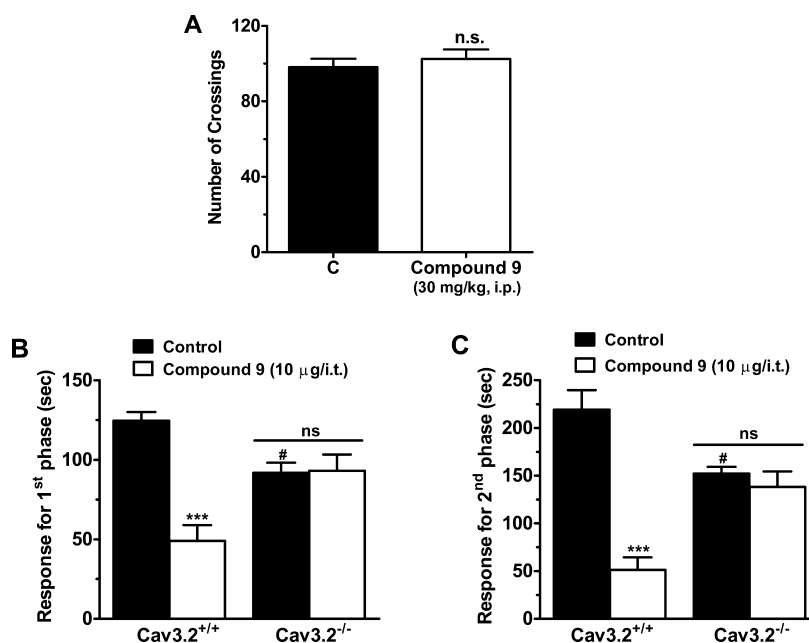 A
Number of Crossings
120
80
40
0
n.s.
C
Compound 9
(30 mg/kg, i.p.)
B
Control
Compound 9 (10 μg/i.t.)
Response for 1st phase (sec)
150
100
50
0
***
#
ns
Cav3.2+/+
Cav3.2-/-
C
Control
Compound 9 (10 μg/i.t.)
Response for 2nd phase (sec)
250
200
150
100
50
0
***
#
ns
Cav3.2+/+
Cav3.2-/-